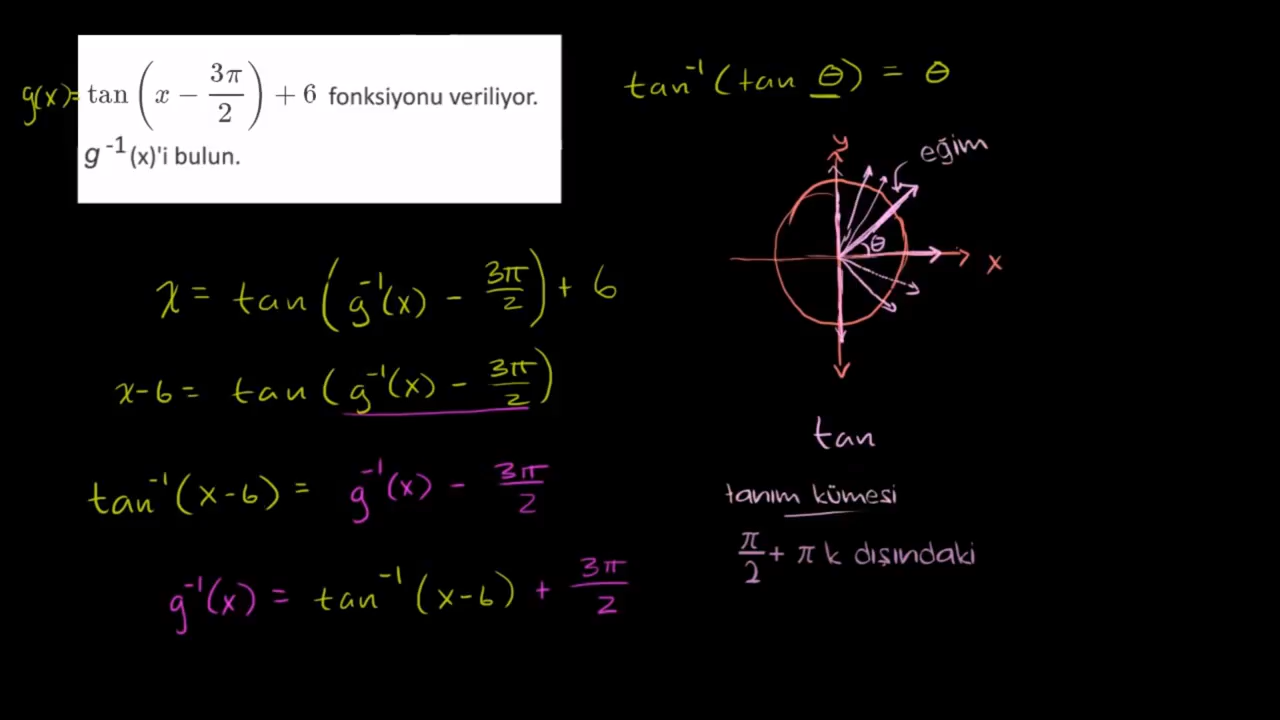 g(x)= tan(x − 3π/2) + 6 fonksiyonu veriliyor.
g⁻¹(x)'i bulun.
x = tan(g⁻¹(x) − 3π/2) + 6
x−6 = tan(g⁻¹(x) − 3π/2)
tan⁻¹(x−6) = g⁻¹(x) − 3π/2
g⁻¹(x) = tan⁻¹(x−6) + 3π/2
tan⁻¹(tan θ) = θ
y
eğim
θ
x
tan
tanım kümesi
π/2 + πk dışındaki